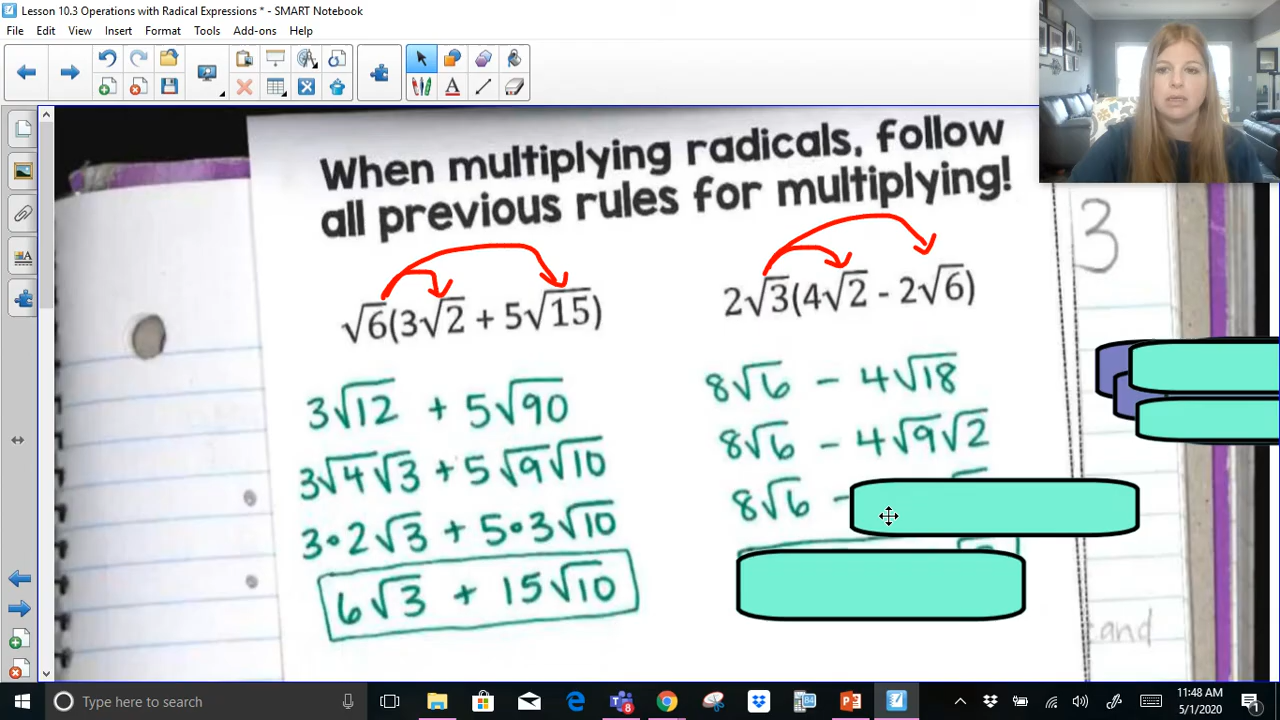 Lesson 10.3 Operations with Radical Expressions * - SMART Notebook
File Edit View Insert Format Tools Add-ons Help
When multiplying radicals, follow
all previous rules for multiplying!
√6(3√2 + 5√15)
3√12 + 5√90
3√4√3 + 5√9√10
3•2√3 + 5•3√10
6√3 + 15√10
2√3(4√2 - 2√6)
8√6 - 4√18
8√6 - 4√9√2
8√6 -
3
and
Type here to search
8
11:48 AM
5/1/2020
1